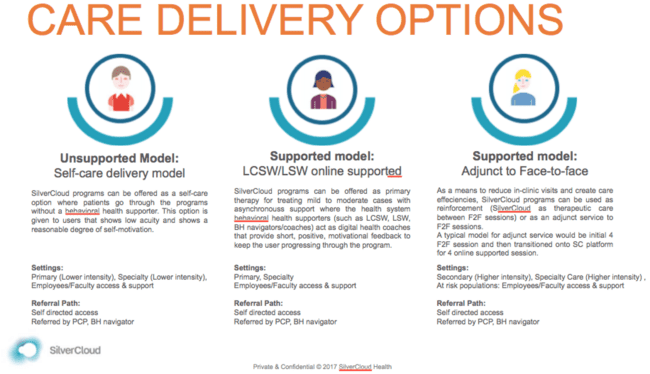 CARE DELIVERY OPTIONS
Unsupported Model:
Self-care delivery model
SilverCloud programs can be offered as a self-care
option where patients go through the programs
without a behavioral health supporter. This option is
given to users that shows low acuity and shows a
reasonable degree of self-motivation.
Settings:
Primary (Lower intensity), Specialty (Lower intensity),
Employees/Faculty access & support
Referral Path:
Self directed access
Referred by PCP, BH navigator
Supported model:
LCSW/LSW online supported
SilverCloud programs can be offered as primary
therapy for treating mild to moderate cases with
asynchronous support where the health system
behavioral health supporters (such as LCSW, LSW,
BH navigators/coaches) act as digital health coaches
that provide short, positive, motivational feedback to
keep the user progressing through the program.
Settings:
Primary, Specialty
Employees/Faculty access & support
Referral Path:
Self directed access
Referred by PCP, BH navigator
Supported model:
Adjunct to Face-to-face
As a means to reduce in-clinic visits and create care
effeciencies, SilverCloud programs can be used as
reinforcement (SilverCloud as therapeutic care
between F2F sessions) or as an adjunct service to
F2F sessions.
A typical model for adjunct service would be initial 4
F2F session and then transitioned onto SC platform
for 4 online supported session.
Settings:
Secondary (Higher intensity), Specialty Care (Higher intensity) ,
At risk populations: Employees/Faculty access & support
Referral Path:
Self directed access
Referred by PCP, BH navigator
SilverCloud
Private & Confidential © 2017 SilverCloud Health